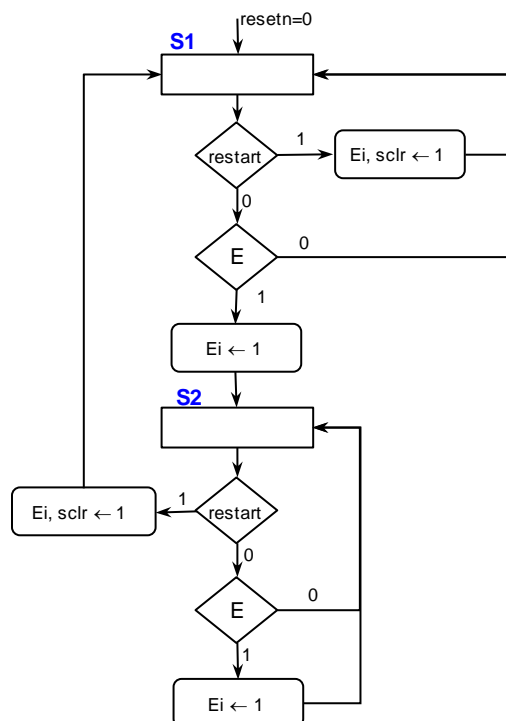 resetn=0
S1
restart
1
Ei, sclr ← 1
0
E
0
1
Ei ← 1
S2
restart
1
Ei, sclr ← 1
0
E
0
1
Ei ← 1